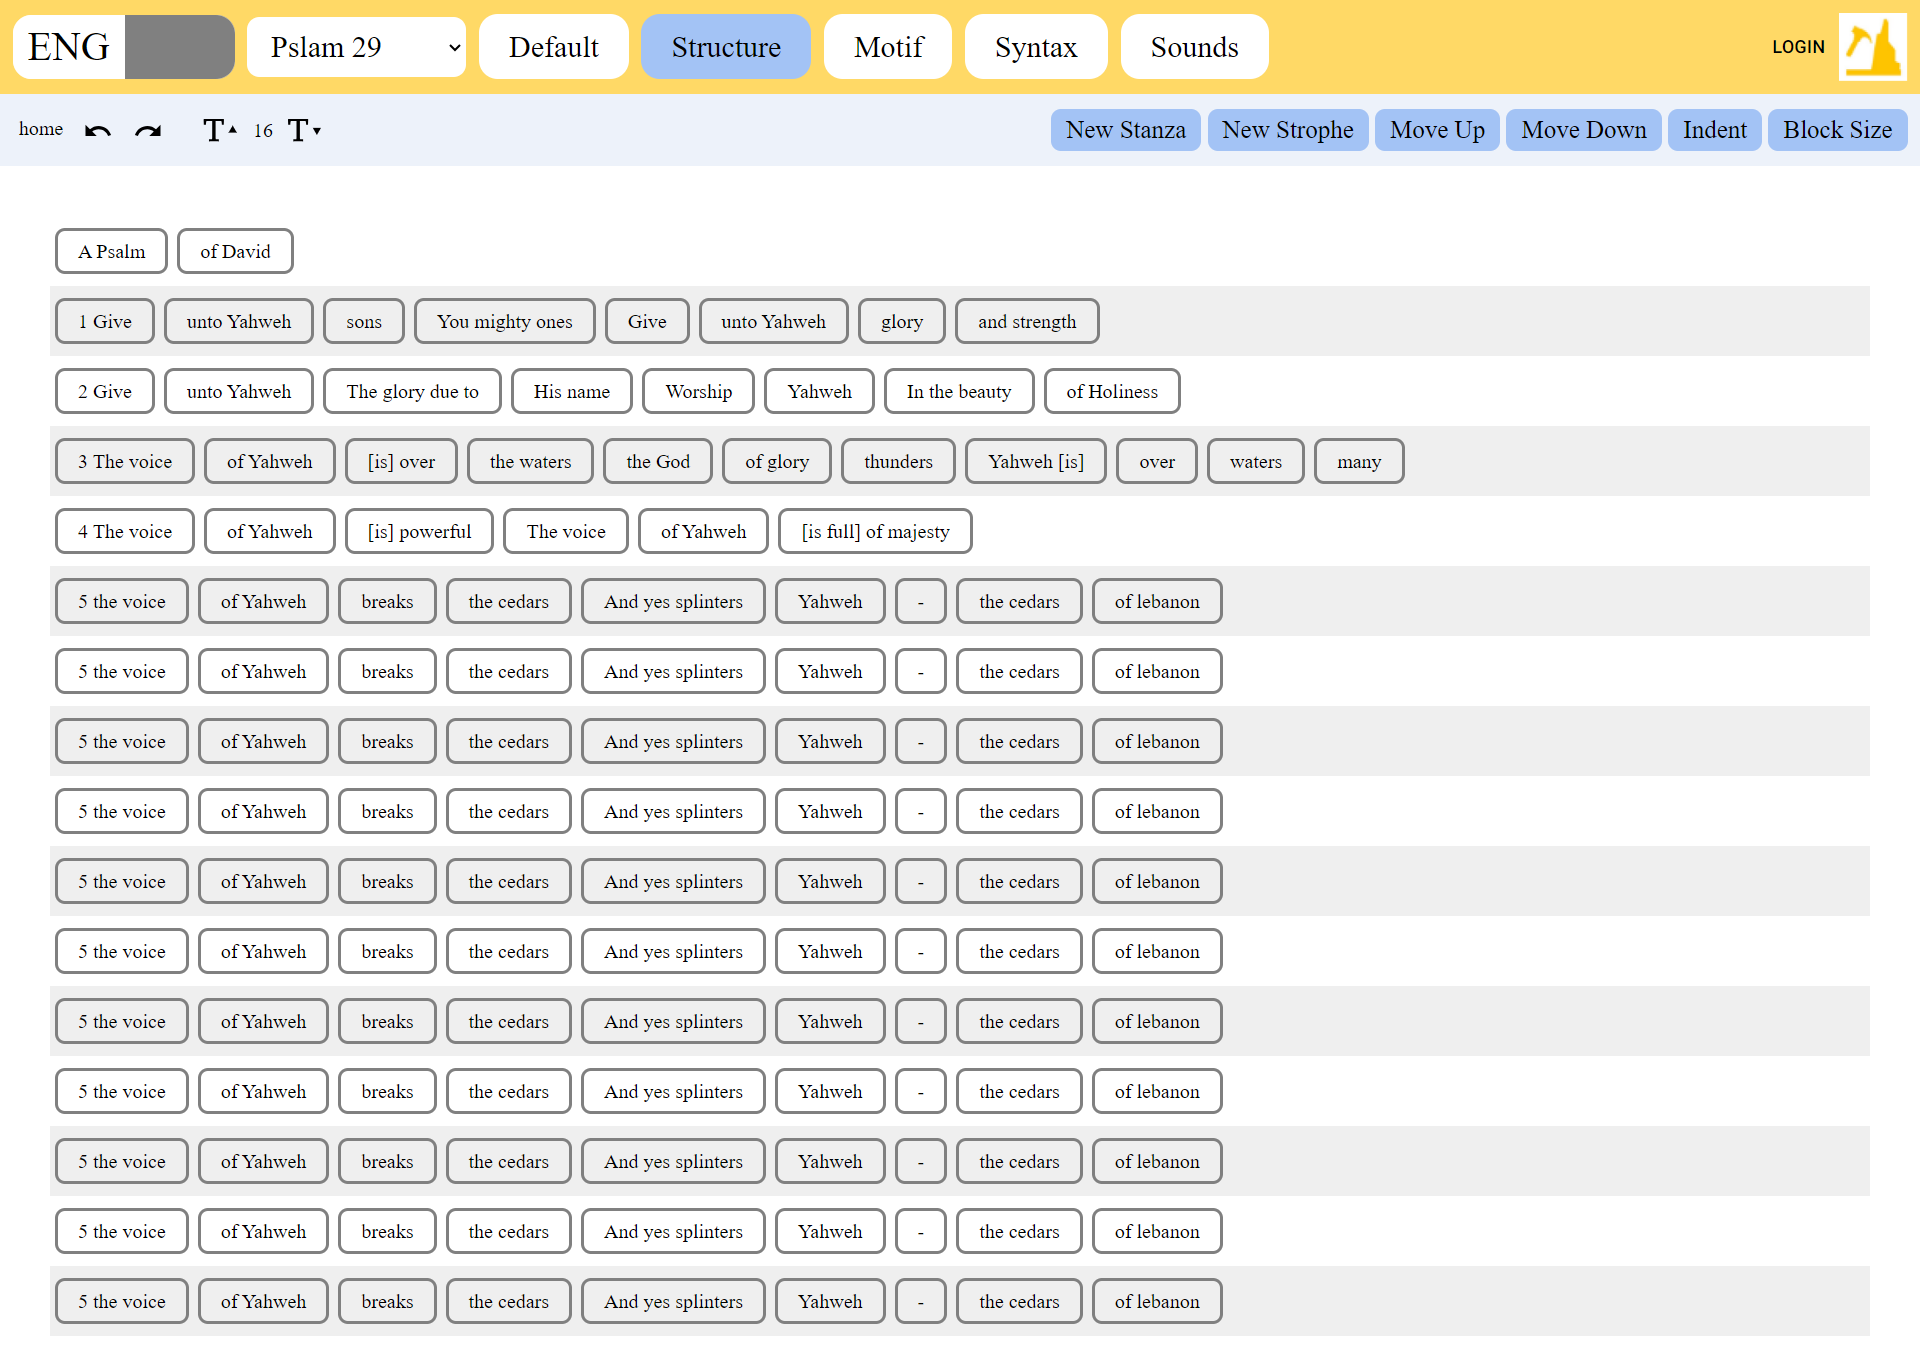 ENG Pslam 29 Default Structure Motif Syntax Sounds LOGIN
home T 16 T New Stanza New Strophe Move Up Move Down Indent Block Size
A Psalm of David
1 Give unto Yahweh sons You mighty ones Give unto Yahweh glory and strength
2 Give unto Yahweh The glory due to His name Worship Yahweh In the beauty of Holiness
3 The voice of Yahweh [is] over the waters the God of glory thunders Yahweh [is] over waters many
4 The voice of Yahweh [is] powerful The voice of Yahweh [is full] of majesty
5 the voice of Yahweh breaks the cedars And yes splinters Yahweh - the cedars of lebanon
5 the voice of Yahweh breaks the cedars And yes splinters Yahweh - the cedars of lebanon
5 the voice of Yahweh breaks the cedars And yes splinters Yahweh - the cedars of lebanon
5 the voice of Yahweh breaks the cedars And yes splinters Yahweh - the cedars of lebanon
5 the voice of Yahweh breaks the cedars And yes splinters Yahweh - the cedars of lebanon
5 the voice of Yahweh breaks the cedars And yes splinters Yahweh - the cedars of lebanon
5 the voice of Yahweh breaks the cedars And yes splinters Yahweh - the cedars of lebanon
5 the voice of Yahweh breaks the cedars And yes splinters Yahweh - the cedars of lebanon
5 the voice of Yahweh breaks the cedars And yes splinters Yahweh - the cedars of lebanon
5 the voice of Yahweh breaks the cedars And yes splinters Yahweh - the cedars of lebanon
5 the voice of Yahweh breaks the cedars And yes splinters Yahweh - the cedars of lebanon